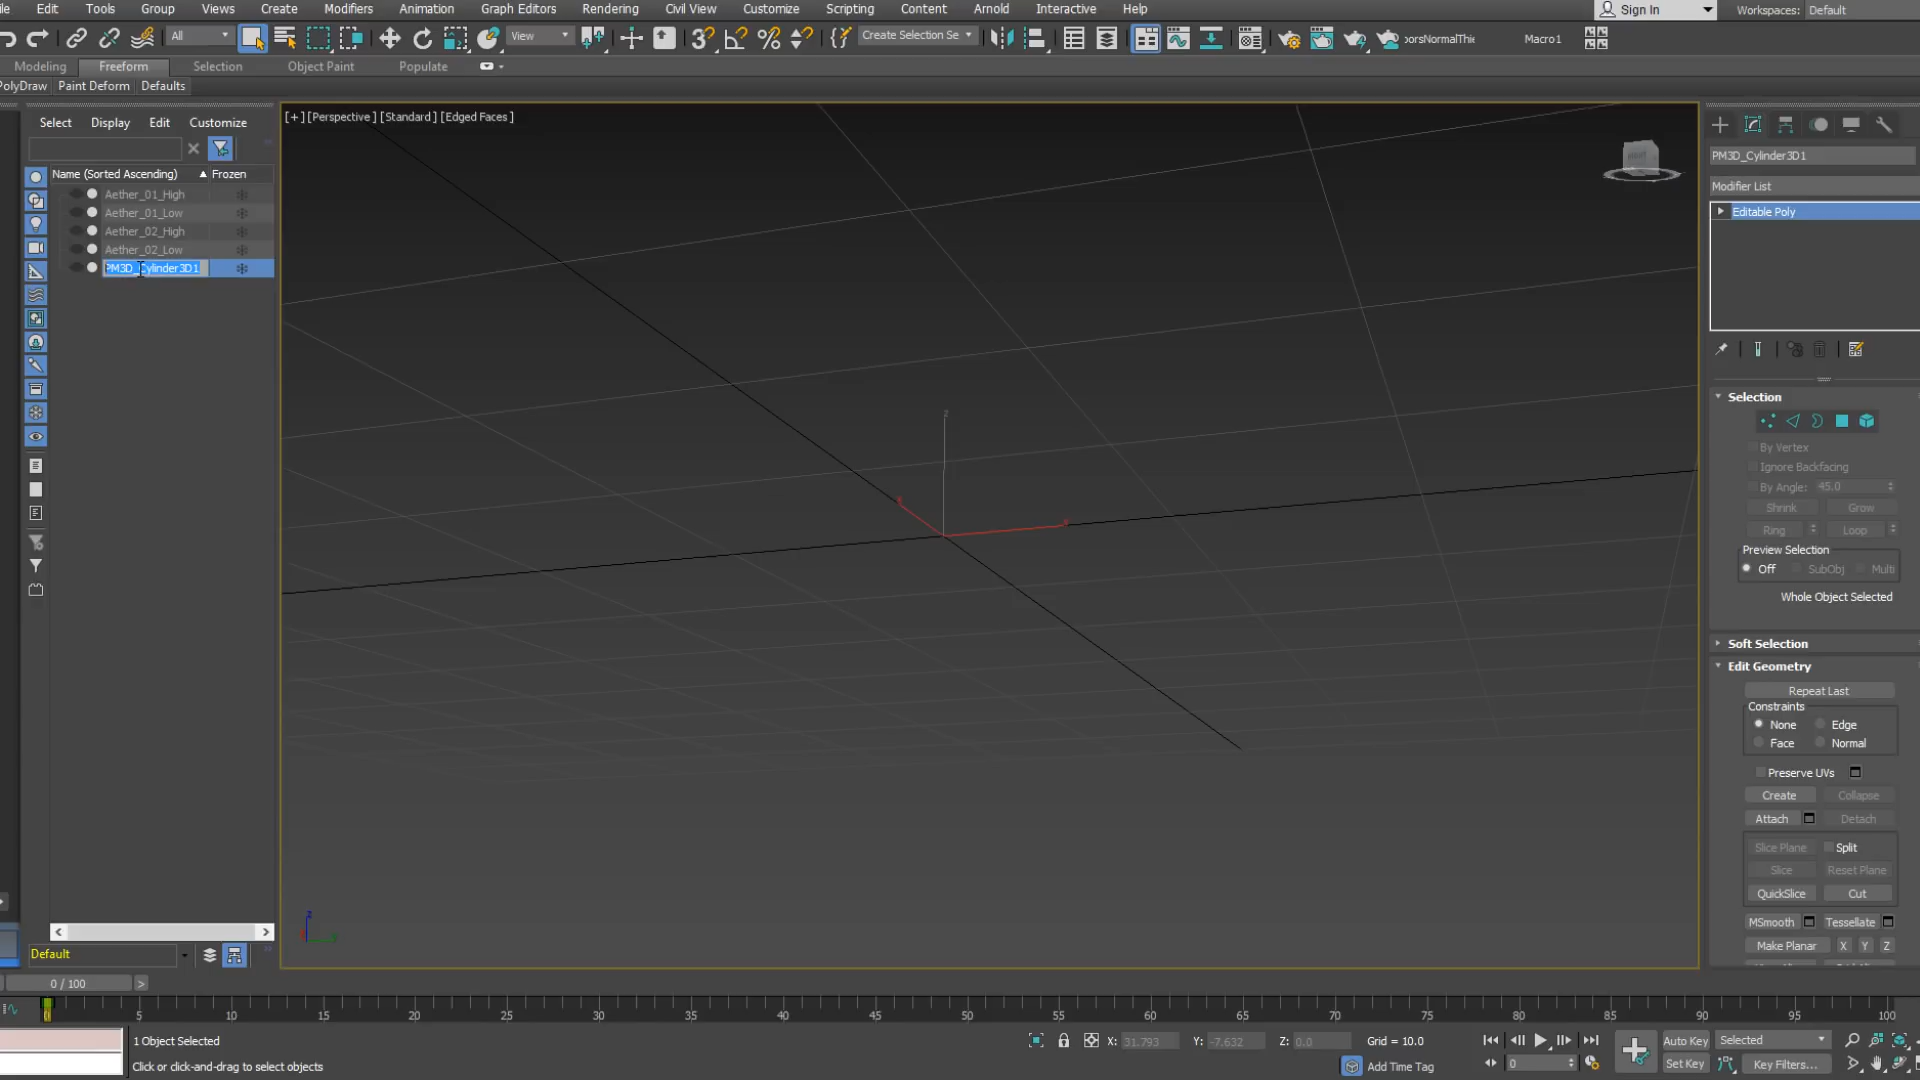 ile Edit Tools Group Views Create Modifiers Animation Graph Editors Rendering Civil View Customize Scripting Content Arnold Interactive Help Sign In Workspaces: Default
All View Create Selection Se oorsNormalThie Macro1
Modeling Freeform Selection Object Paint Populate
PolyDraw Paint Deform Defaults
Select Display Edit Customize
[+] [Perspective] [Standard] [Edged Faces]
PM3D_Cylinder3D1
Name (Sorted Ascending) Frozen
Modifier List
Aether_01_High
Aether_01_Low
Editable Poly
Aether_02_High
Aether_02_Low
PM3D_Cylinder3D1
Selection
By Vertex
Ignore Backfacing
By Angle: 45.0
Shrink Grow
Ring Loop
Preview Selection
Off SubObj Multi
Whole Object Selected
Soft Selection
Edit Geometry
Repeat Last
Constraints
None Edge
Face Normal
Preserve UVs
Create Collapse
Attach Detach
Slice Plane Split
Slice Reset Plane
QuickSlice Cut
MSmooth Tessellate
Make Planar X Y Z
Default
0 / 100
0 5 10 15 20 25 30 35 40 45 50 55 60 65 70 75 80 85 90 95 100
1 Object Selected X: 31.793 Y: -7.632 Z: 0.0 Grid = 10.0 Auto Key Selected
Click or click-and-drag to select objects Add Time Tag 0 Set Key Key Filters...